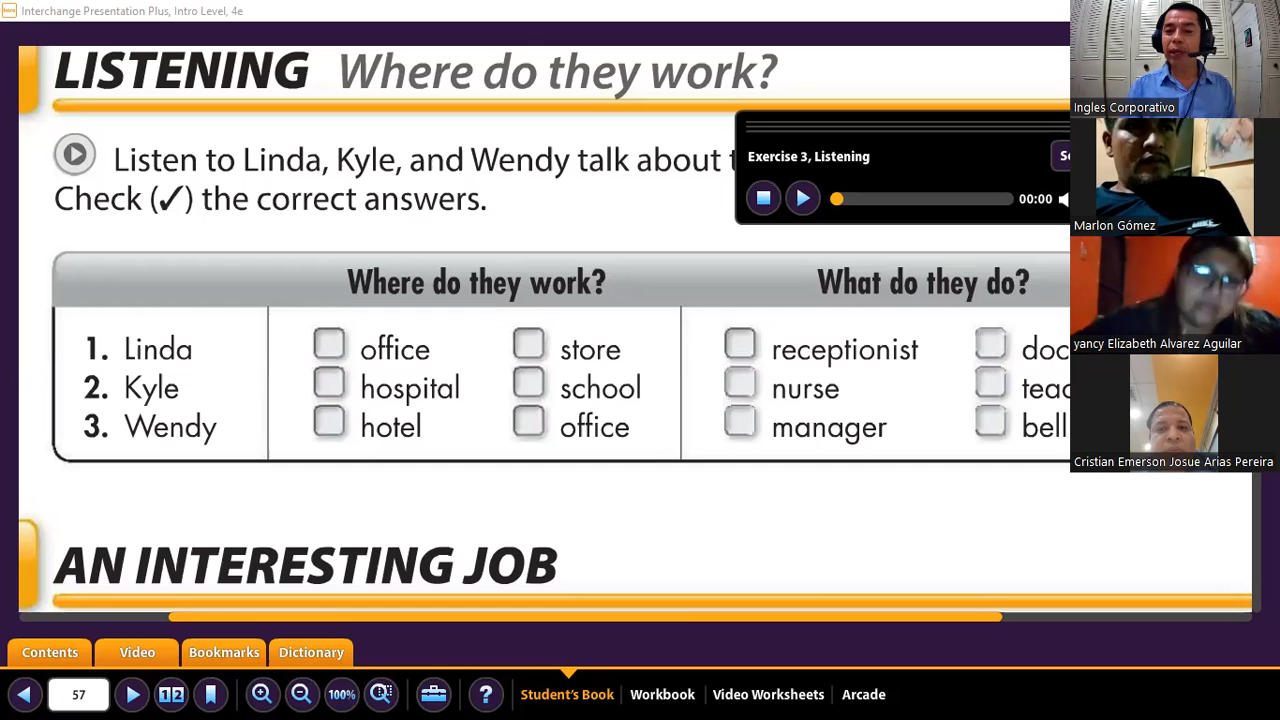 Interchange Presentation Plus, Intro Level, 4e
LISTENING Where do they work?
Listen to Linda, Kyle, and Wendy talk about
Check (✓) the correct answers.
Exercise 3, Listening
00:00
Where do they work? What do they do?
1. Linda office store receptionist
2. Kyle hospital school nurse
3. Wendy hotel office manager bell
AN INTERESTING JOB
Ingles Corporativo
Marlon Gómez
yancy Elizabeth Alvarez Aguilar
Cristian Emerson Josue Arias Pereira
Contents Video Bookmarks Dictionary
57 1 2 100% ? Student's Book Workbook Video Worksheets Arcade